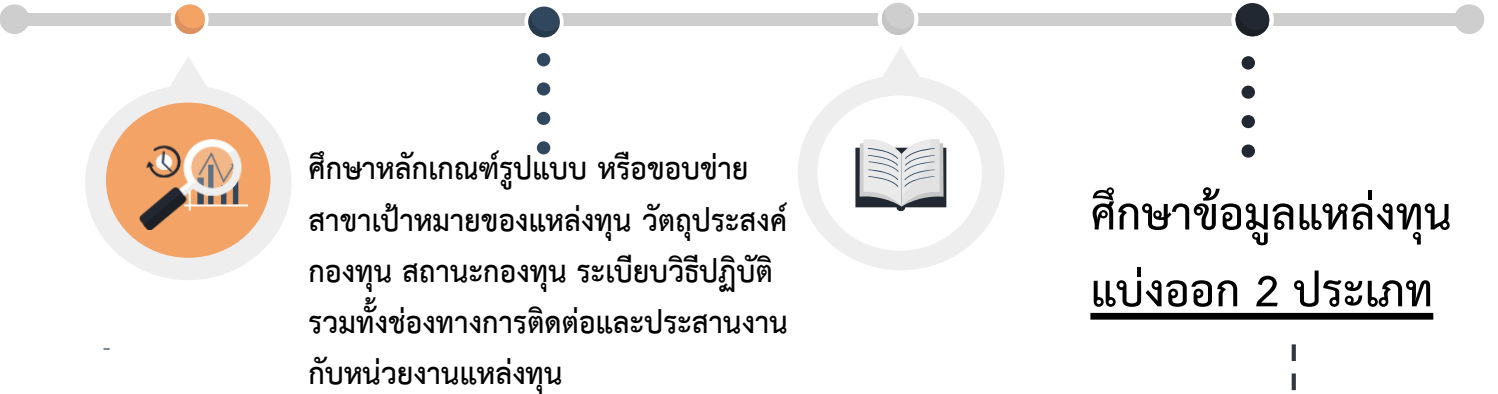 ศึกษาหลักเกณฑ์รูปแบบ หรือขอบข่าย
สาขาเป้าหมายของแหล่งทุน วัตถุประสงค์
กองทุน สถานะกองทุน ระเบียบวิธีปฏิบัติ
รวมทั้งช่องทางการติดต่อและประสานงาน
กับหน่วยงานแหล่งทุน
ศึกษาข้อมูลแหล่งทุน
แบ่งออก 2 ประเภท